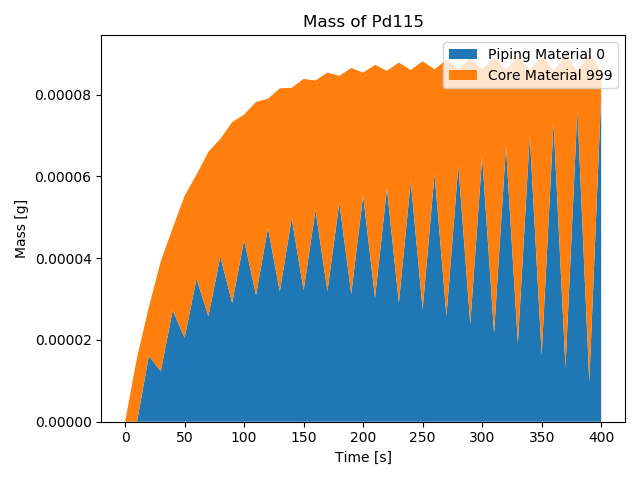 Mass of Pd115
Piping Material 0
Core Material 999
Mass [g]
0.00008
0.00006
0.00004
0.00002
0.00000
0 50 100 150 200 250 300 350 400
Time [s]